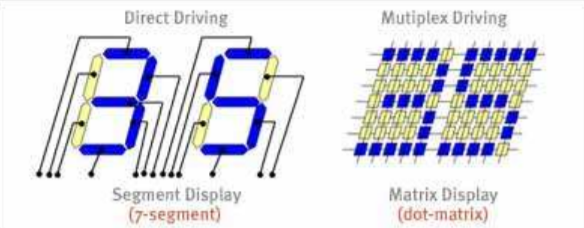 Direct Driving
Mutiplex Driving
Segment Display
(7-segment)
Matrix Display
(dot-matrix)